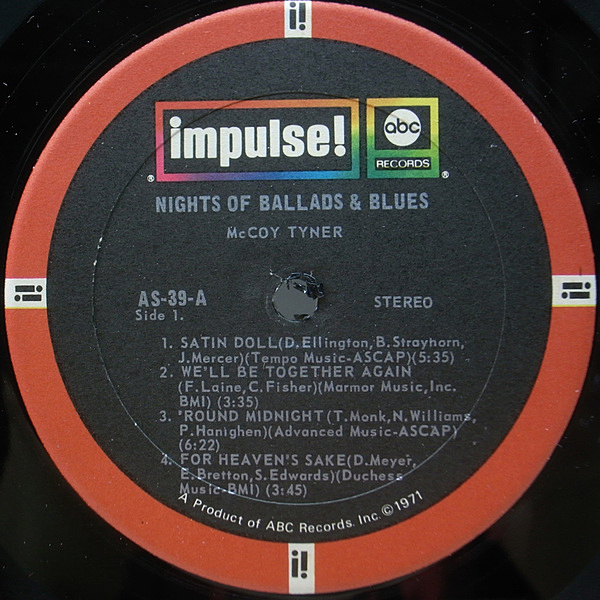 i!
impulse!
abc
RECORDS
®
®
NIGHTS OF BALLADS & BLUES
McCOY TYNER
AS-39-A
Side 1.
STEREO
1. SATIN DOLL(D.Ellington,B.Strayhorn,
J.Mercer)(Tempo Music-ASCAP)(5:35)
2. WE'LL BE TOGETHER AGAIN
(F.Laine,C.Fisher)(Marmor Music,Inc.
BMI) (3:35)
3. 'ROUND MIDNIGHT(T.Monk,N.Williams,
P.Hanighen)(Advanced Music-ASCAP)
(6:22)
4. FOR HEAVEN'S SAKE(D.Meyer,
E.Bretton,S.Edwards)(Duchess
Music-BMI) (3:45)
A Product of ABC Records, Inc.©1971
i!
i!
i!